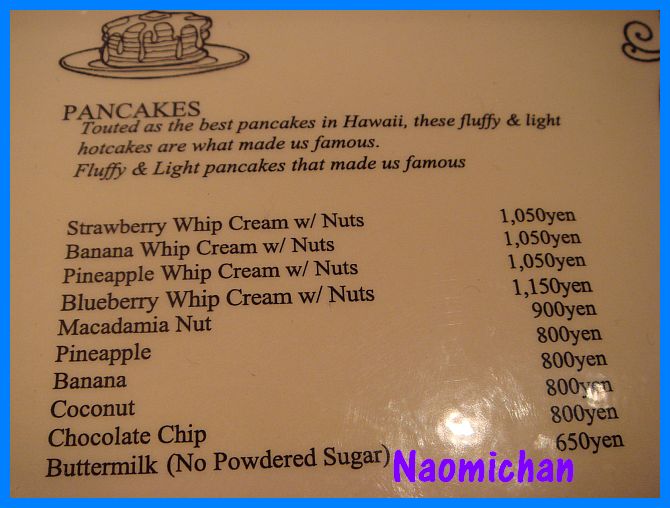 PANCAKES
Touted as the best pancakes in Hawaii, these fluffy & light
hotcakes are what made us famous.
Fluffy & Light pancakes that made us famous
Strawberry Whip Cream w/ Nuts 1,050yen
Banana Whip Cream w/ Nuts 1,050yen
Pineapple Whip Cream w/ Nuts 1,050yen
Blueberry Whip Cream w/ Nuts 1,150yen
Macadamia Nut 900yen
Pineapple 800yen
Banana 800yen
Coconut 800yen
Chocolate Chip 800yen
Buttermilk (No Powdered Sugar) 650yen
Naomichan